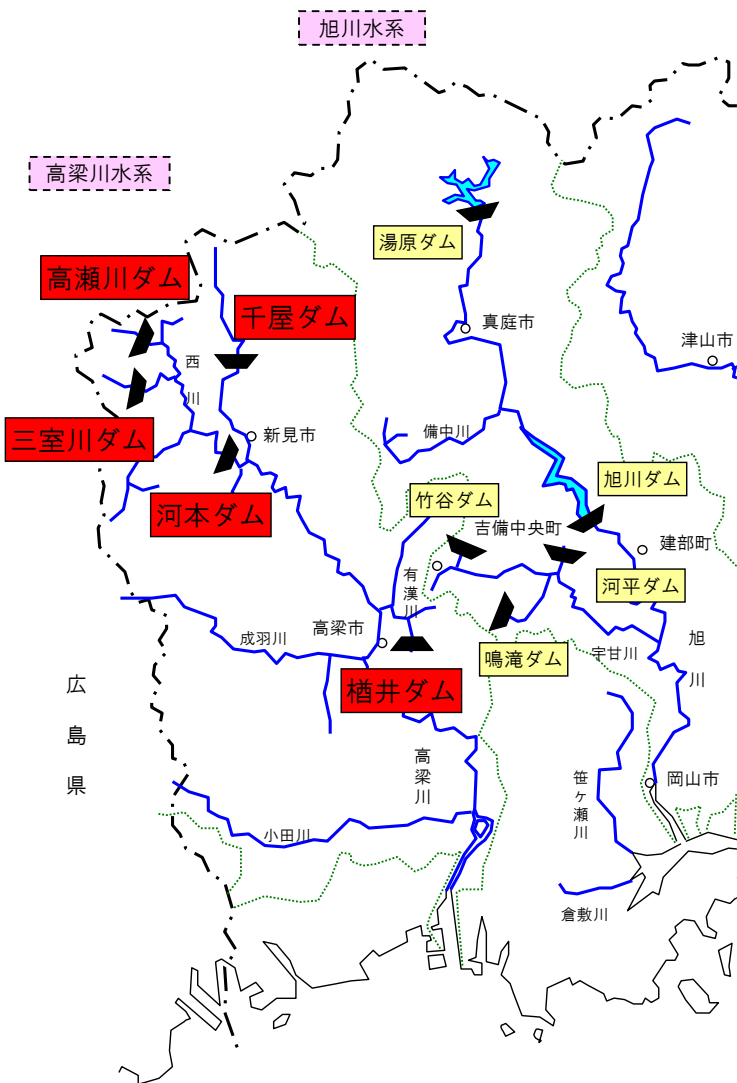 旭川水系
高梁川水系
湯原ダム
高瀬川ダム
千屋ダム
真庭市
津山市
西川
三室川ダム
新見市
備中川
旭川ダム
竹谷ダム
河本ダム
吉備中央町
建部町
有漢川
河平ダム
成羽川
高梁市
鳴滝ダム
宇甘川
旭川
楢井ダム
広島県
高梁川
笹ヶ瀬川
岡山市
小田川
倉敷川